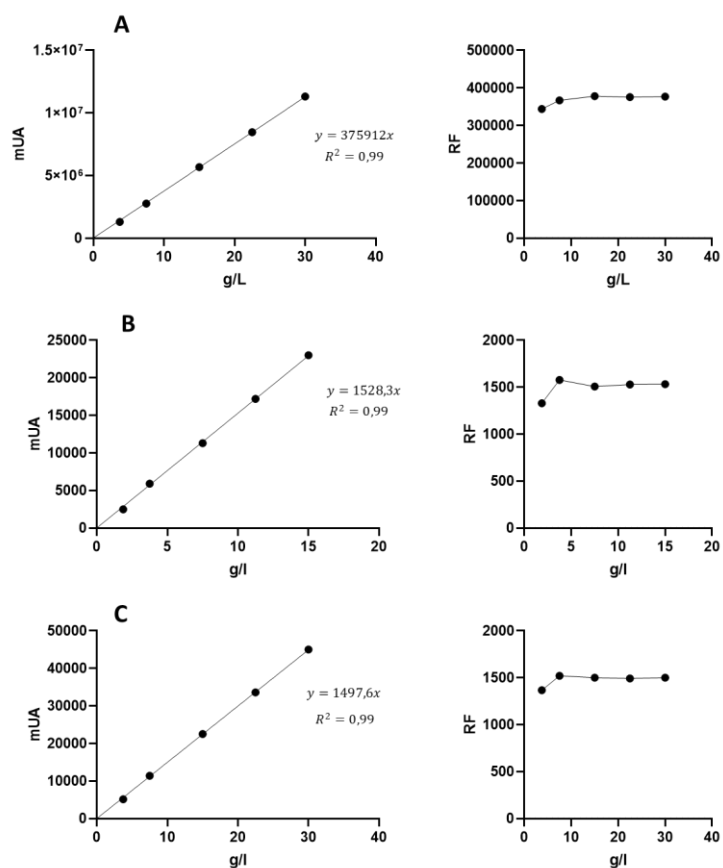 A
1.5×10⁷
1×10⁷
5×10⁶
0
mUA
0 10 20 30 40
g/L
y = 375912x
R² = 0,99
500000
400000
300000
200000
100000
0
RF
0 10 20 30 40
g/L
B
25000
20000
15000
10000
5000
0
mUA
0 5 10 15 20
g/l
y = 1528,3x
R² = 0,99
2000
1500
1000
500
0
RF
0 5 10 15 20
g/l
C
50000
40000
30000
20000
10000
0
mUA
0 10 20 30 40
g/l
y = 1497,6x
R² = 0,99
2000
1500
1000
500
0
RF
0 10 20 30 40
g/l